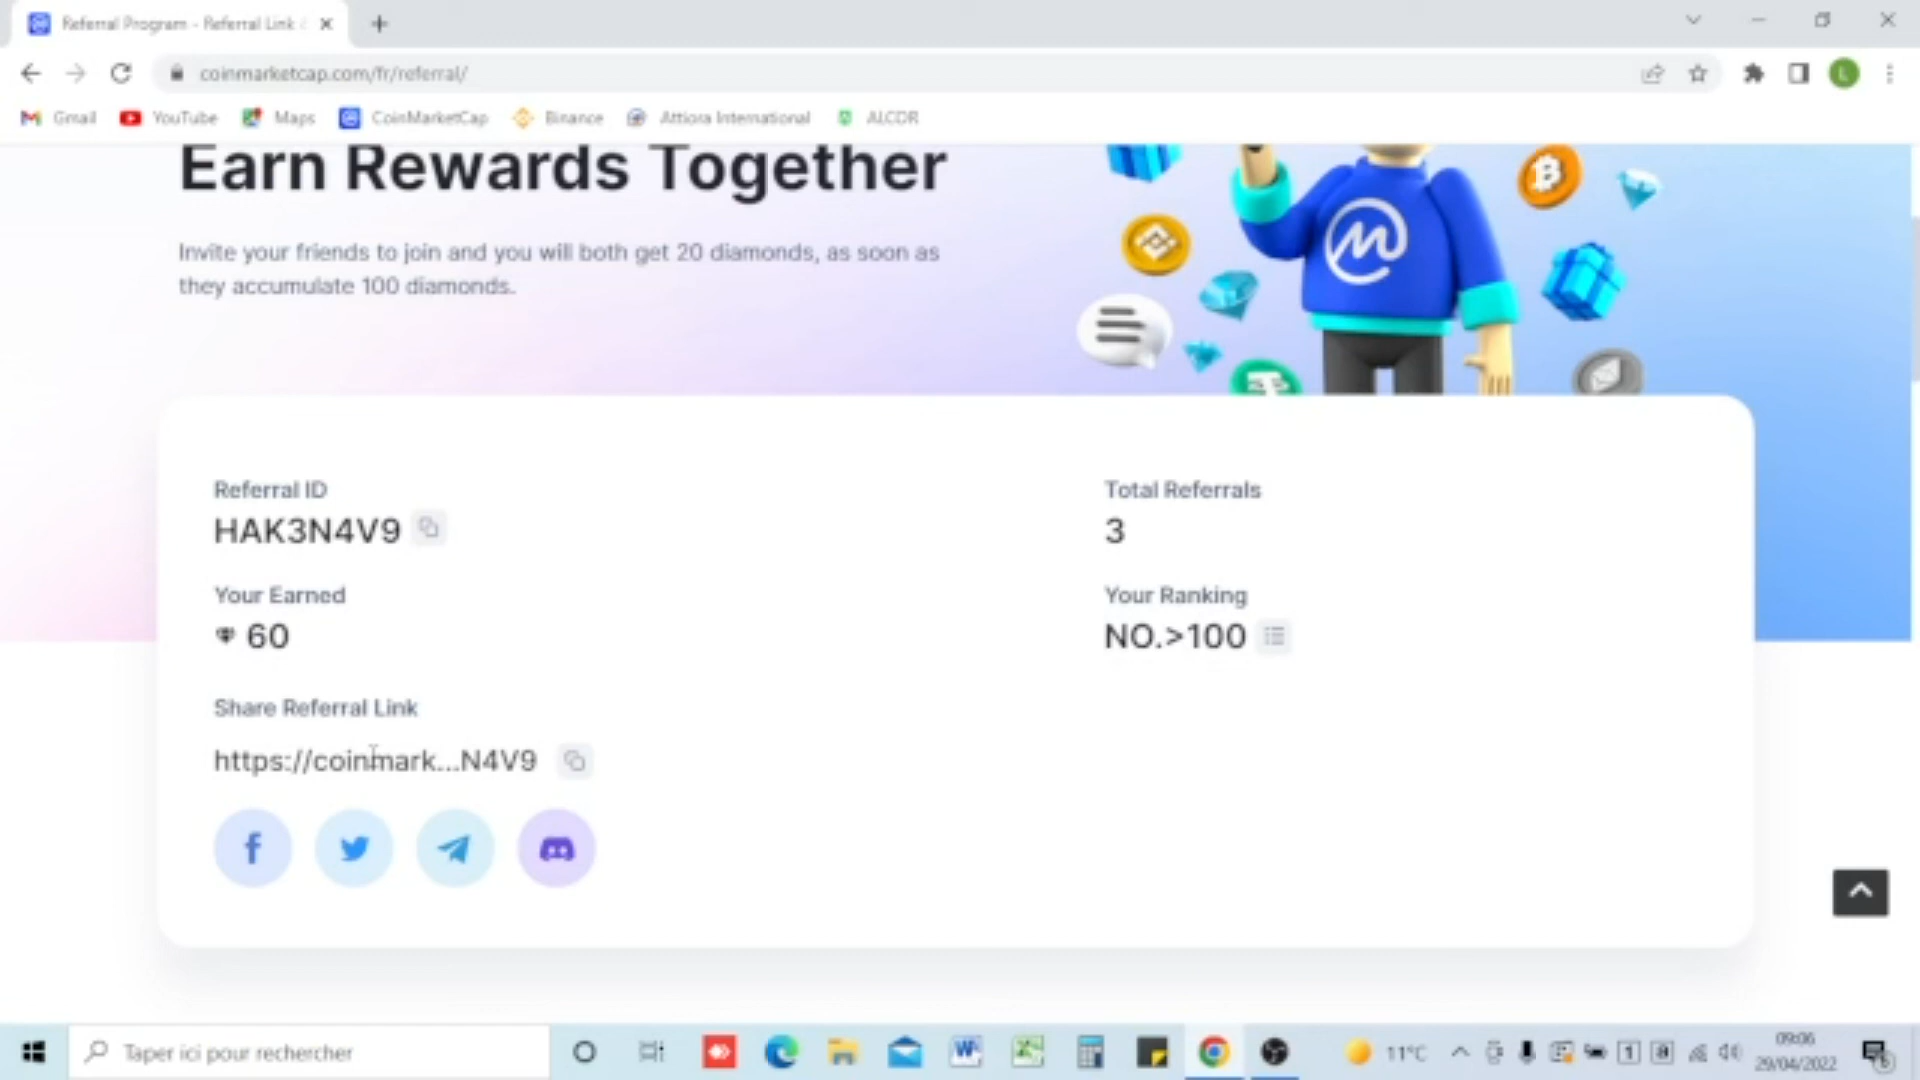 Referral Program - Referral Link
coinmarketcap.com/fr/referral/
L
Gmail
YouTube
Maps
CoinMarketCap
Binance
Attiora International
ALCOR
Earn Rewards Together
Invite your friends to join and you will both get 20 diamonds, as soon as
they accumulate 100 diamonds.
Referral ID
HAK3N4V9
Total Referrals
3
Your Earned
60
Your Ranking
NO.>100
Share Referral Link
https://coinmark...N4V9
Taper ici pour rechercher
11°C
09:06
29/04/2022